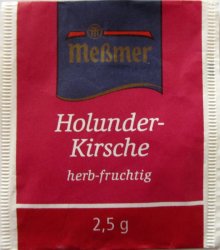 Meßmer
Holunder-
Kirsche
herb-fruchtig
2,5 g